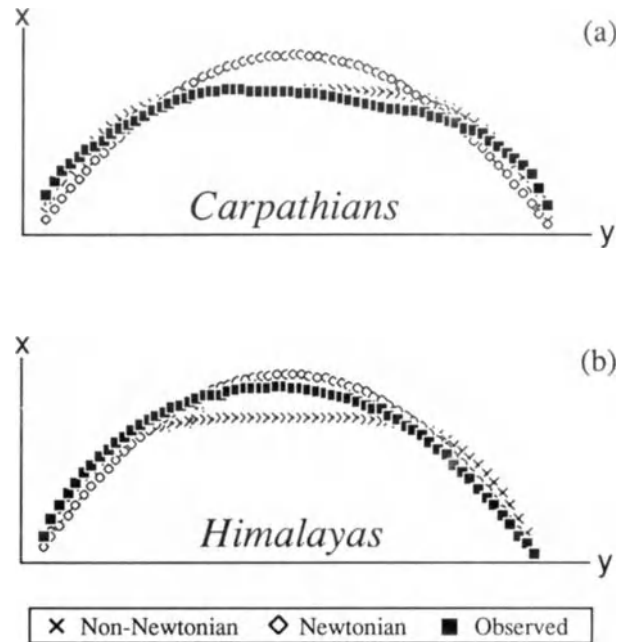 x
(a)
Carpathians
y
x
(b)
Himalayas
y
× Non-Newtonian ◇ Newtonian ■ Observed